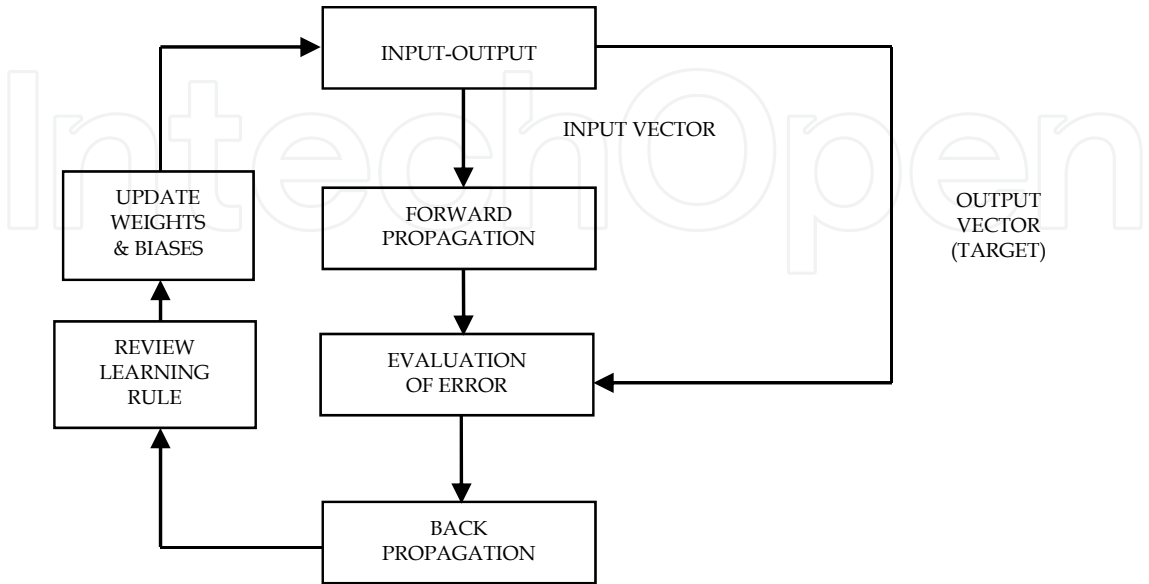 INPUT-OUTPUT
INPUT VECTOR
UPDATE
WEIGHTS
& BIASES
FORWARD
PROPAGATION
OUTPUT
VECTOR
(TARGET)
REVIEW
LEARNING
RULE
EVALUATION
OF ERROR
BACK
PROPAGATION
IntechOpen